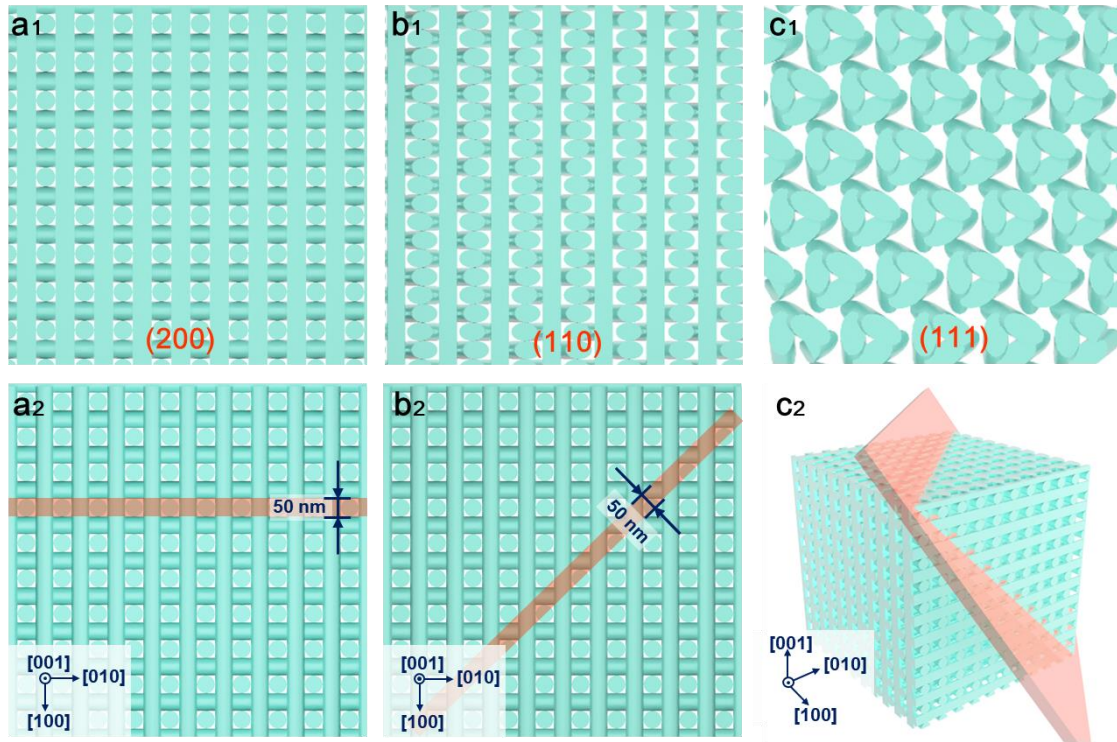 a1
b1
c1
(200)
(110)
(111)
a2
b2
c2
50 nm
50 nm
[001]
[010]
[100]
[001]
[010]
[100]
[001]
[010]
[100]